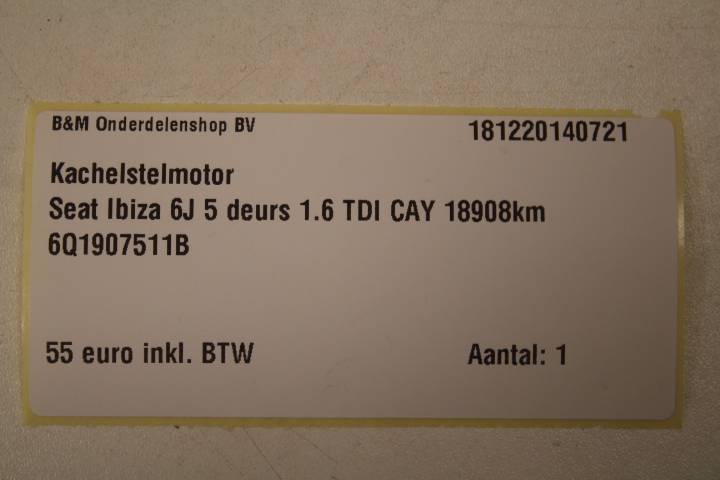 B&M Onderdelenshop BV 181220140721
Kachelstelmotor
Seat Ibiza 6J 5 deurs 1.6 TDI CAY 18908km
6Q1907511B
55 euro inkl. BTW Aantal: 1